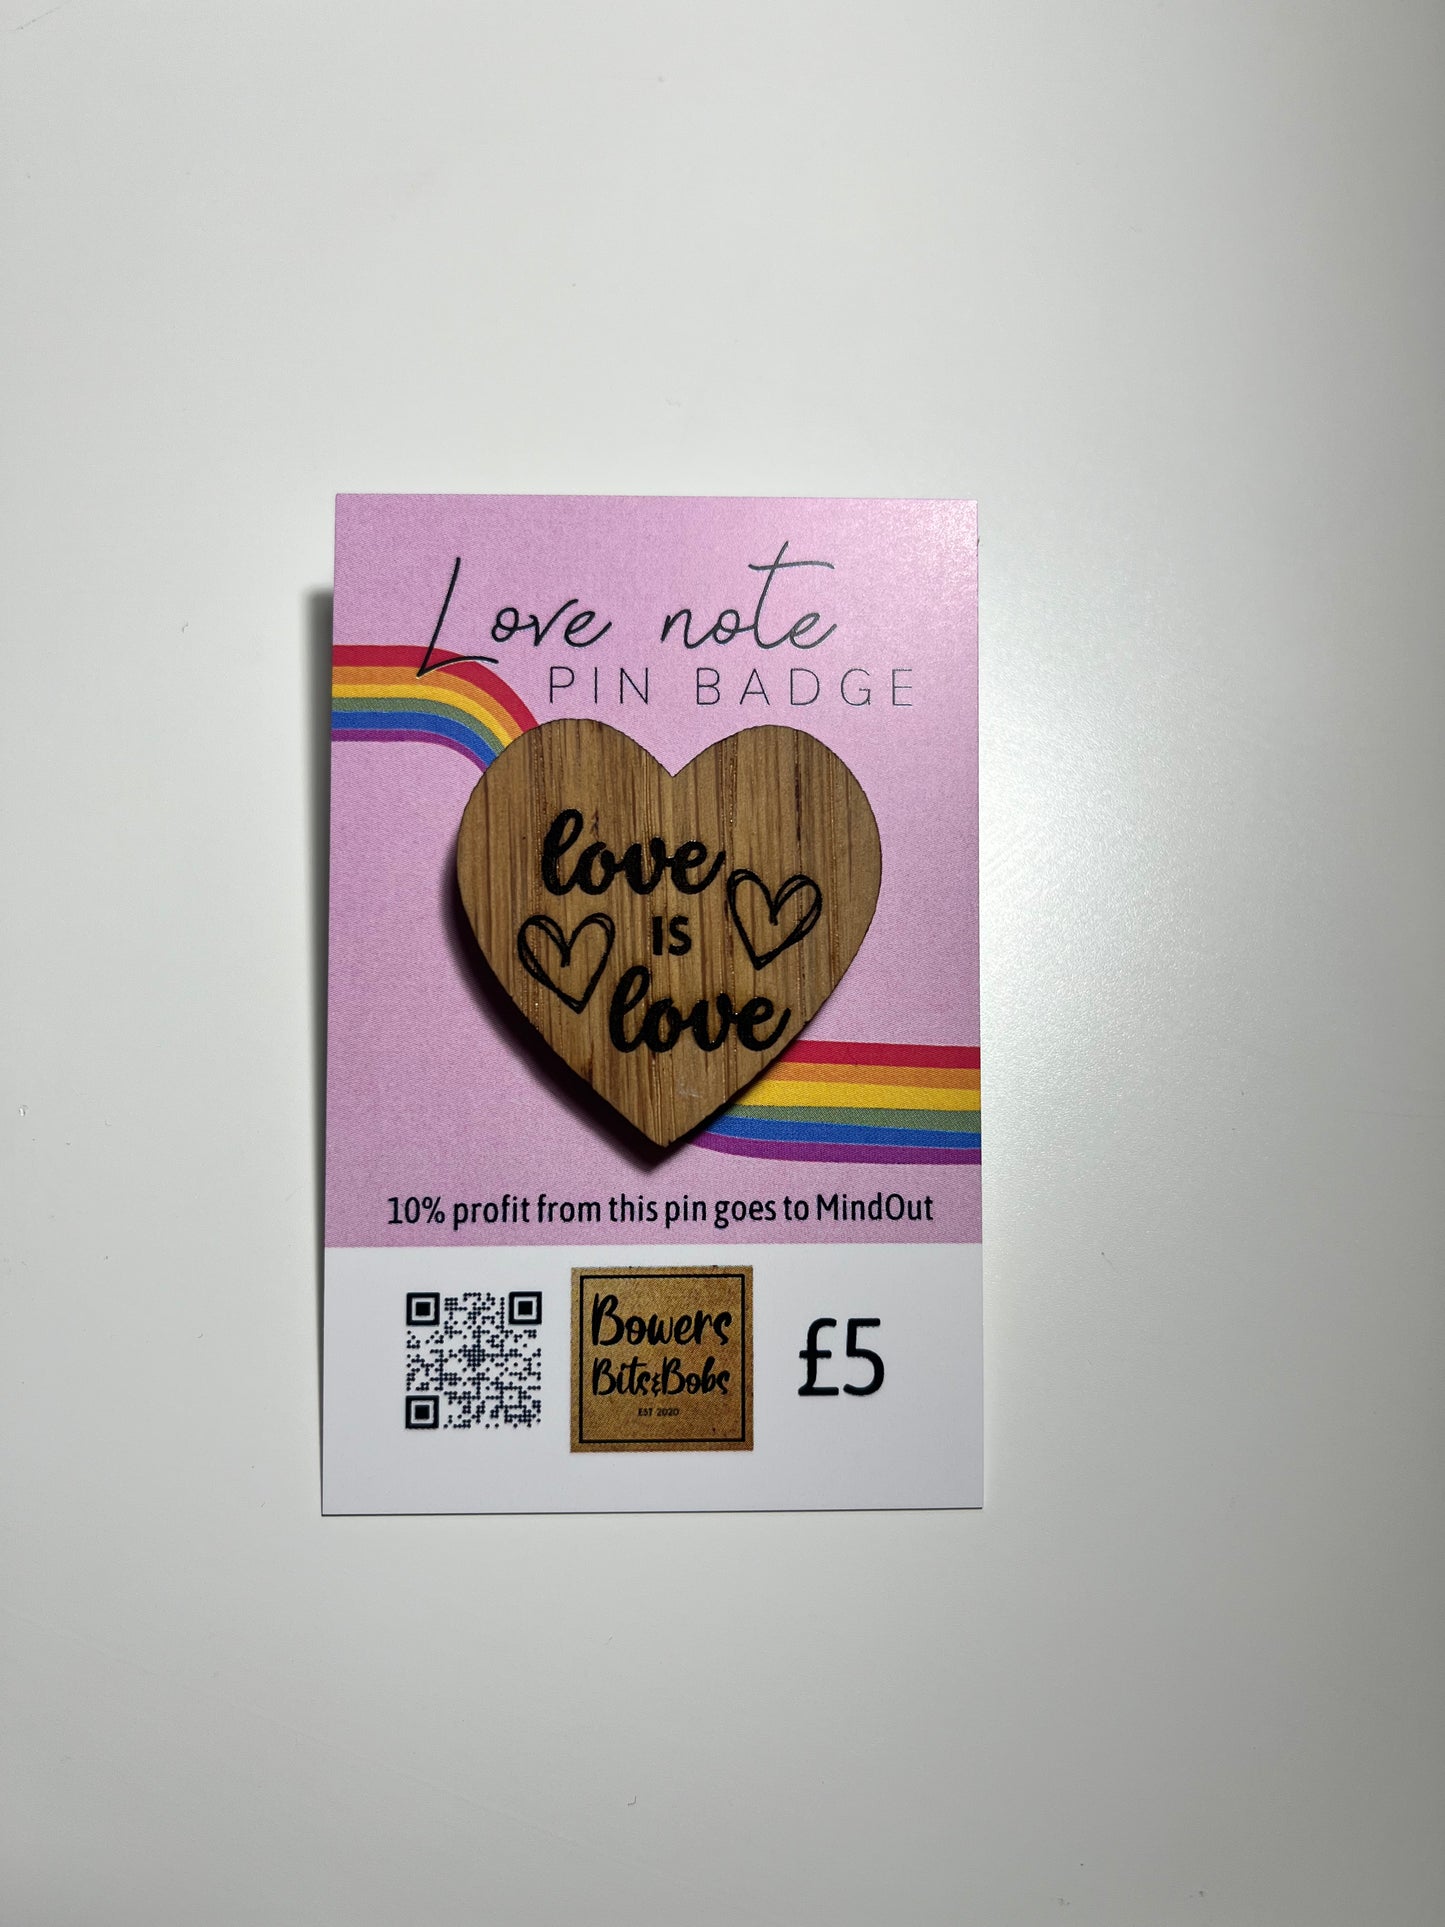 Love note
PIN BADGE
love
IS
love
10% profit from this pin goes to MindOut
Bowers
Bits&Bobs
EST 2020
£5